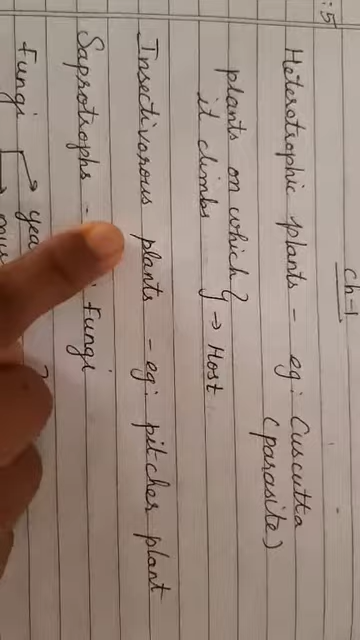 :5
Ch-1
Heterotrophic plants - eg: Cuscutta
(parasite)
plants on which }
it climbs } → Host
Insectivorous plants - eg: pitcher plant
Saprotrophs - Fungi
Fungi